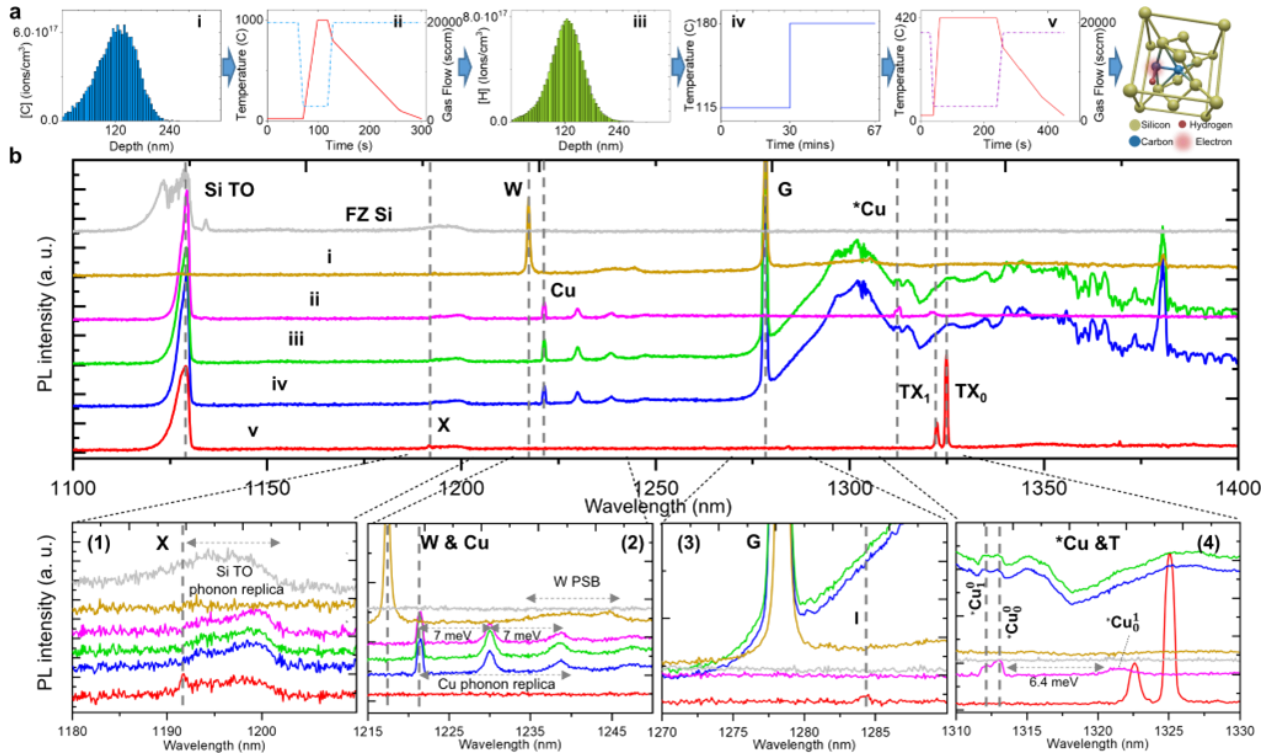 a
i
6.0·10¹⁷
0.0
[C] (ions/cm³)
120 240
Depth (nm)
ii
1000
0
Temperature (C)
20000
0
Gas Flow (sccm)
0 100 200 300
Time (s)
iii
8.0*10¹⁷
0.0
[H] (ions/cm³)
120 240
Depth (nm)
iv
180
115
Temperature (C)
0 30 67
Time (mins)
v
420
0
Temperature (C)
20000
0
Gas Flow (sccm)
0 200 400
Time (s)
Silicon Hydrogen
Carbon Electron
b
PL intensity (a. u.)
Si TO
FZ Si
W
G
*Cu
i
Cu
ii
iii
iv
v
X
TX₁
TX₀
1100 1150 1200 1250 1300 1350 1400
Wavelength (nm)
PL intensity (a. u.)
X
(1)
Si TO
phonon replica
1180 1190 1200
Wavelength (nm)
W & Cu
(2)
W PSB
7 meV
7 meV
Cu phonon replica
1215 1225 1235 1245
Wavelength (nm)
(3)
G
I
1270 1280 1290
Wavelength (nm)
*Cu &T
(4)
*Cu⁰₁
*Cu⁰₀
*Cu¹₀
6.4 meV
1310 1315 1320 1325 1330
Wavelength (nm)